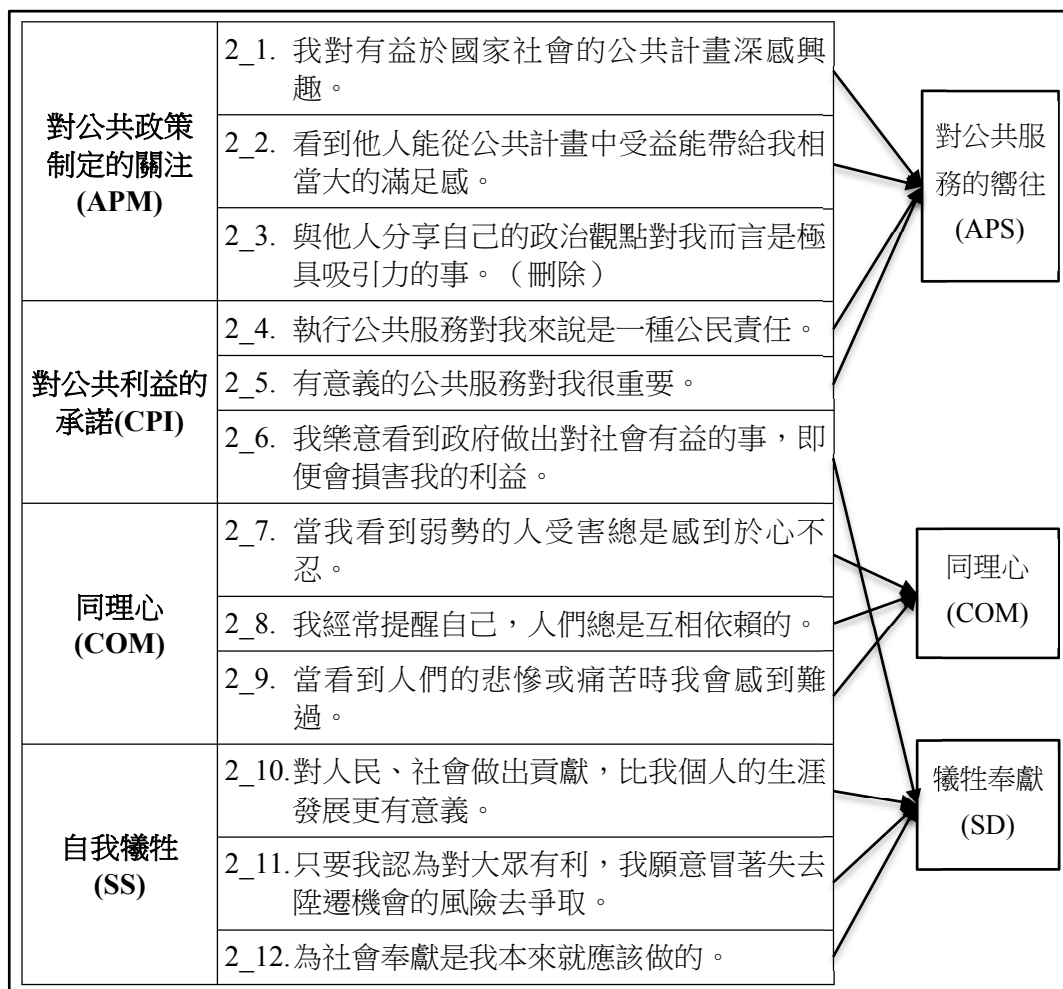 對公共政策
制定的關注
(APM)
2_1. 我對有益於國家社會的公共計畫深感興
趣。
2_2. 看到他人能從公共計畫中受益能帶給我相
當大的滿足感。
2_3. 與他人分享自己的政治觀點對我而言是極
具吸引力的事。（刪除）
對公共利益的
承諾(CPI)
2_4. 執行公共服務對我來說是一種公民責任。
2_5. 有意義的公共服務對我很重要。
2_6. 我樂意看到政府做出對社會有益的事，即
便會損害我的利益。
同理心
(COM)
2_7. 當我看到弱勢的人受害總是感到於心不
忍。
2_8. 我經常提醒自己，人們總是互相依賴的。
2_9. 當看到人們的悲慘或痛苦時我會感到難
過。
自我犧牲
(SS)
2_10.對人民、社會做出貢獻，比我個人的生涯
發展更有意義。
2_11.只要我認為對大眾有利，我願意冒著失去
陞遷機會的風險去爭取。
2_12.為社會奉獻是我本來就應該做的。
對公共服
務的嚮往
(APS)
同理心
(COM)
犧牲奉獻
(SD)